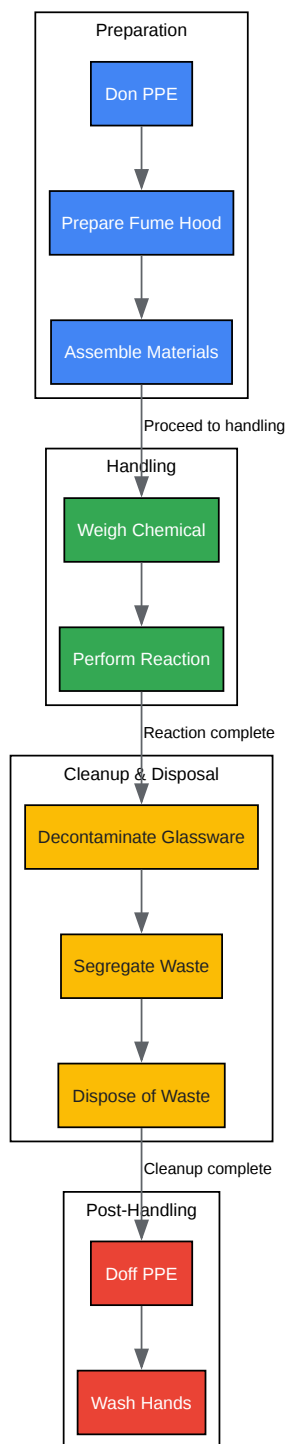 Preparation
Don PPE
Prepare Fume Hood
Assemble Materials
Proceed to handling
Handling
Weigh Chemical
Perform Reaction
Reaction complete
Cleanup & Disposal
Decontaminate Glassware
Segregate Waste
Dispose of Waste
Cleanup complete
Post-Handling
Doff PPE
Wash Hands